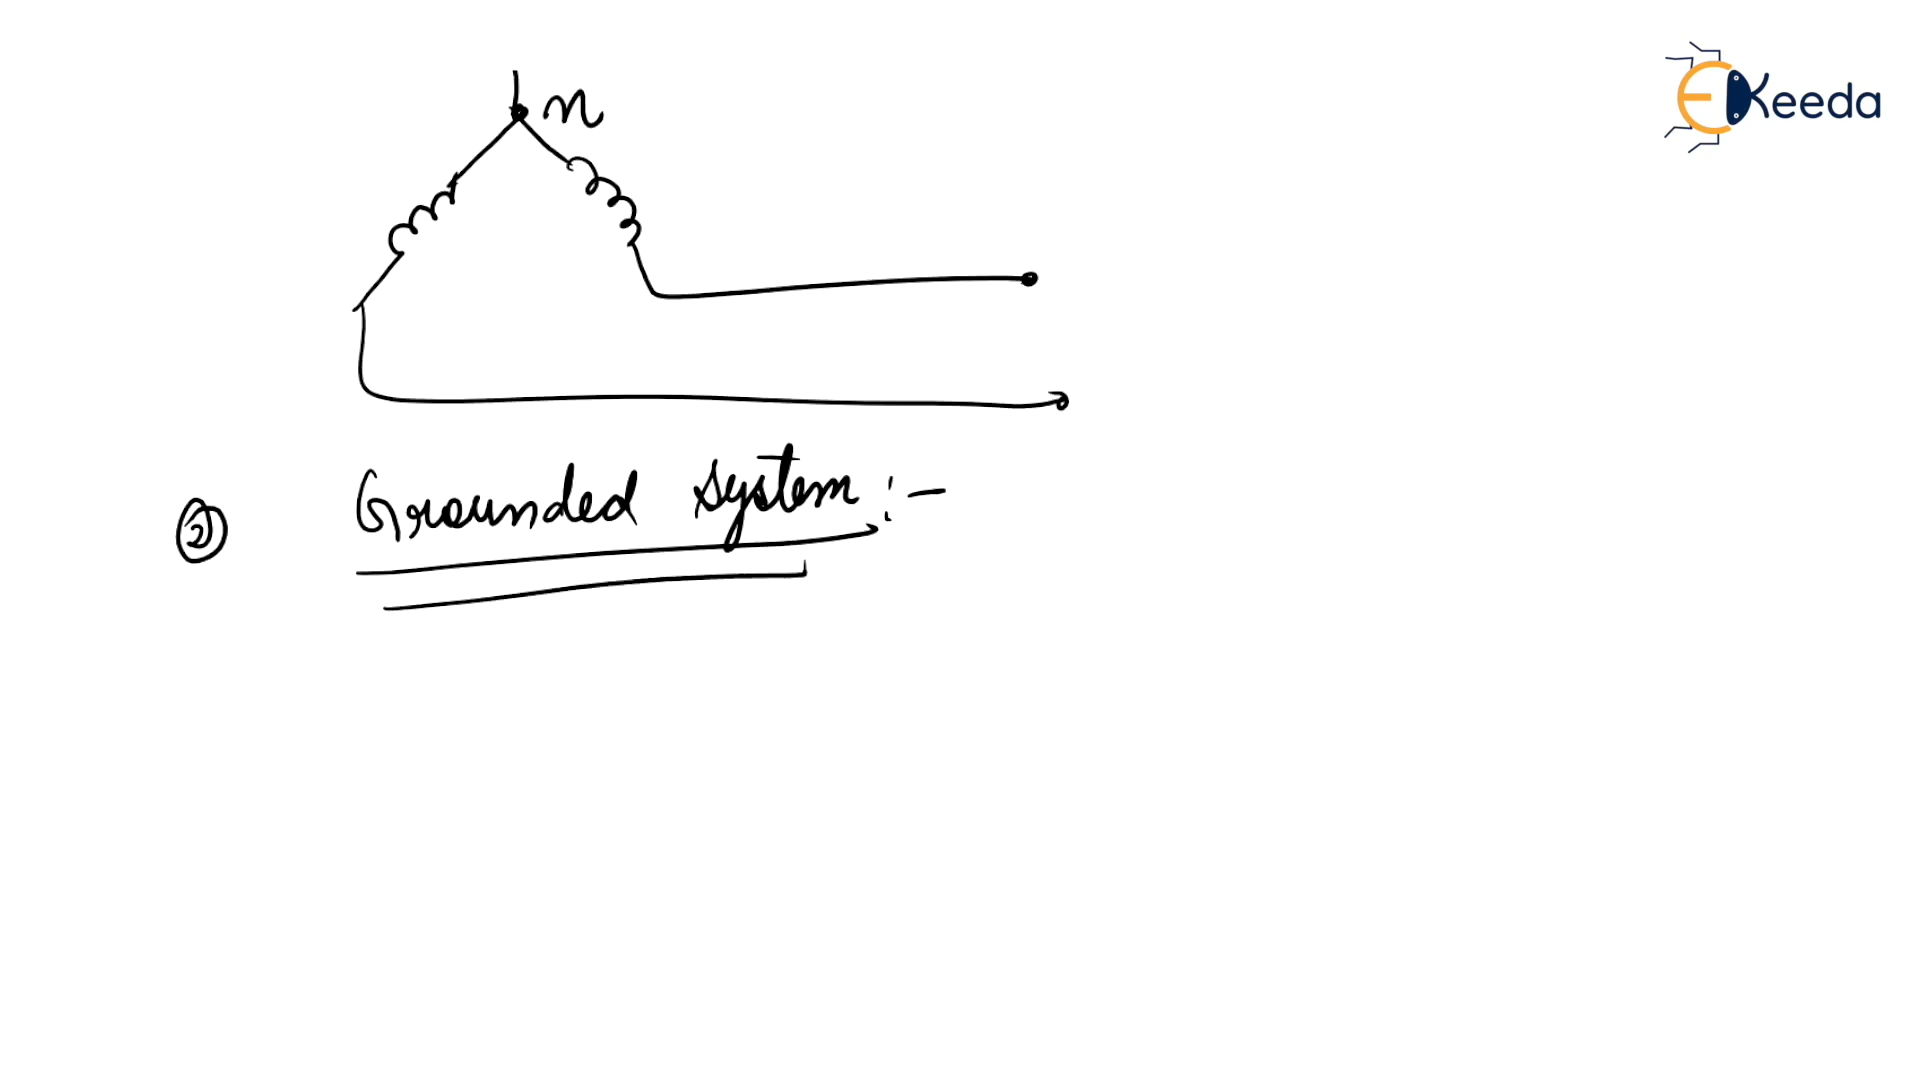 n
EKeeda
② Grounded system :-